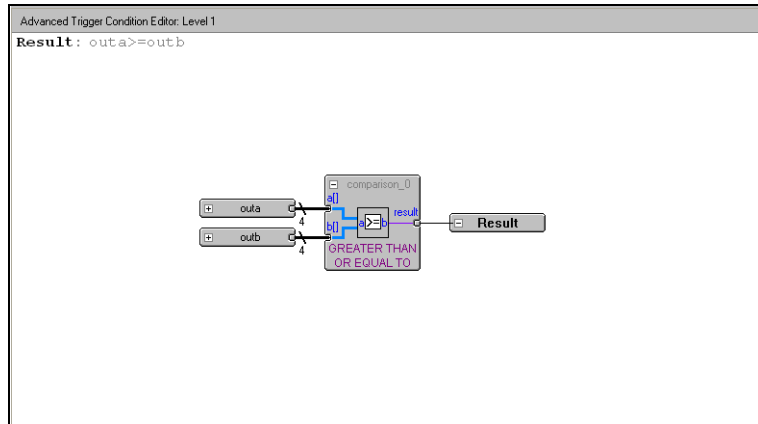 Advanced Trigger Condition Editor: Level 1
Result: outa>=outb
comparison_0
a[]
outa
4
result
a>=b
b[]
outb
4
Result
GREATER THAN
OR EQUAL TO